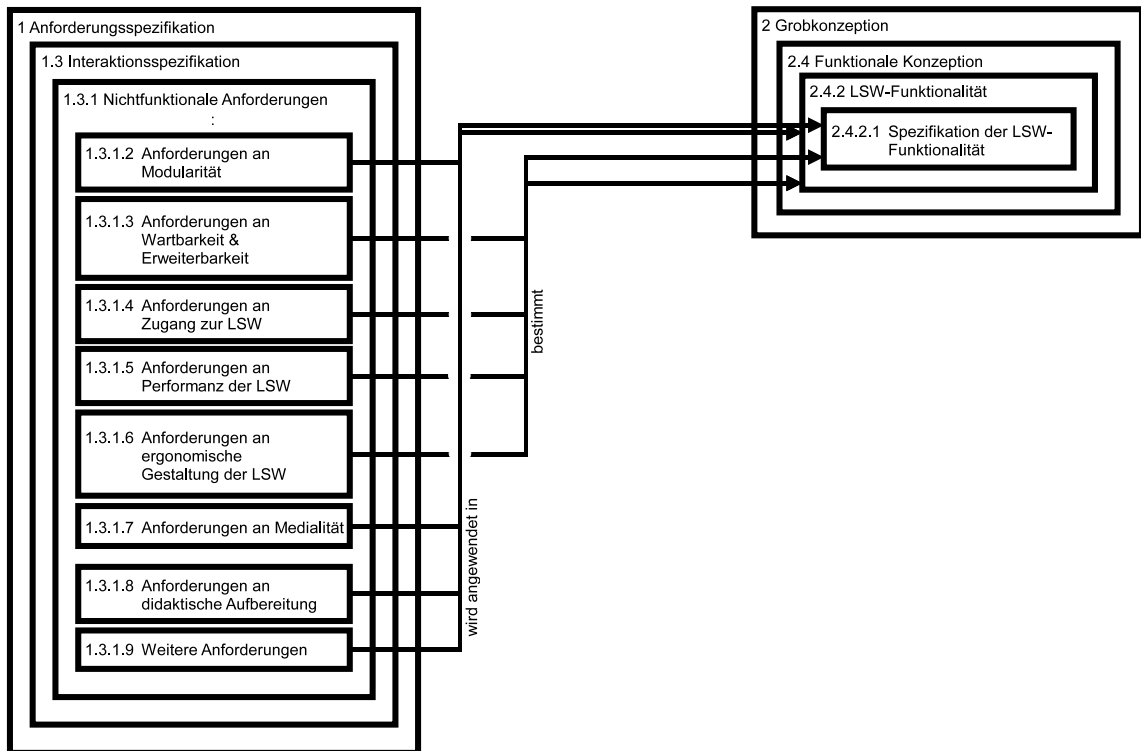 1 Anforderungsspezifikation
1.3 Interaktionsspezifikation
1.3.1 Nichtfunktionale Anforderungen
:
1.3.1.2 Anforderungen an
Modularität
1.3.1.3 Anforderungen an
Wartbarkeit &
Erweiterbarkeit
1.3.1.4 Anforderungen an
Zugang zur LSW
1.3.1.5 Anforderungen an
Performanz der LSW
1.3.1.6 Anforderungen an
ergonomische
Gestaltung der LSW
1.3.1.7 Anforderungen an Medialität
1.3.1.8 Anforderungen an
didaktische Aufbereitung
1.3.1.9 Weitere Anforderungen
wird angewendet in
bestimmt
2 Grobkonzeption
2.4 Funktionale Konzeption
2.4.2 LSW-Funktionalität
2.4.2.1 Spezifikation der LSW-
Funktionalität